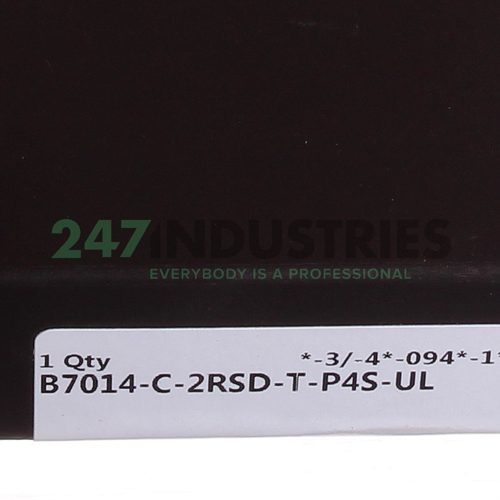 247INDUSTRIES
EVERYBODY IS A PROFESSIONAL
1 Qty *-3/-4*-094*-1*
B7014-C-2RSD-T-P4S-UL